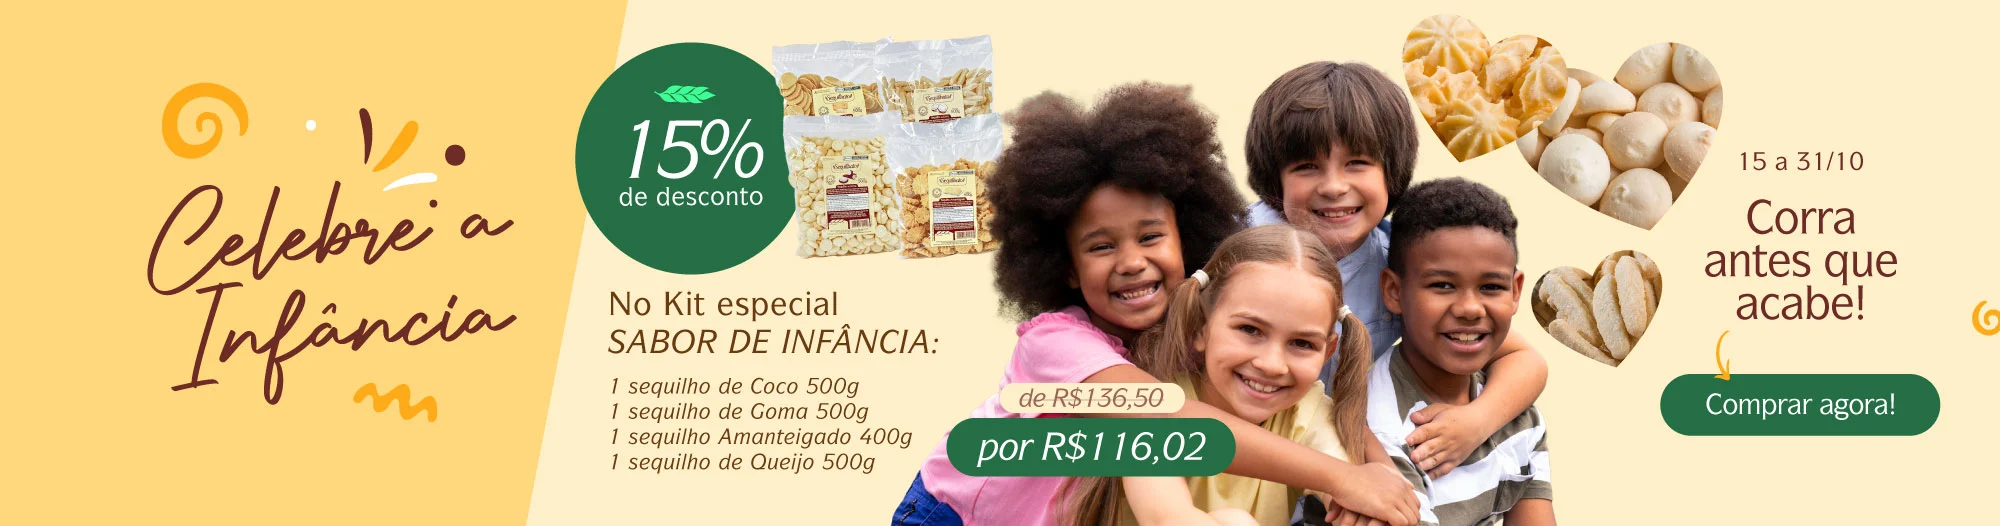 Celebre a
Infância
15%
de desconto
No Kit especial
SABOR DE INFÂNCIA:
1 sequilho de Coco 500g
1 sequilho de Goma 500g
1 sequilho Amanteigado 400g
1 sequilho de Queijo 500g
de R$136,50
por R$116,02
15 a 31/10
Corra
antes que
acabe!
Comprar agora!